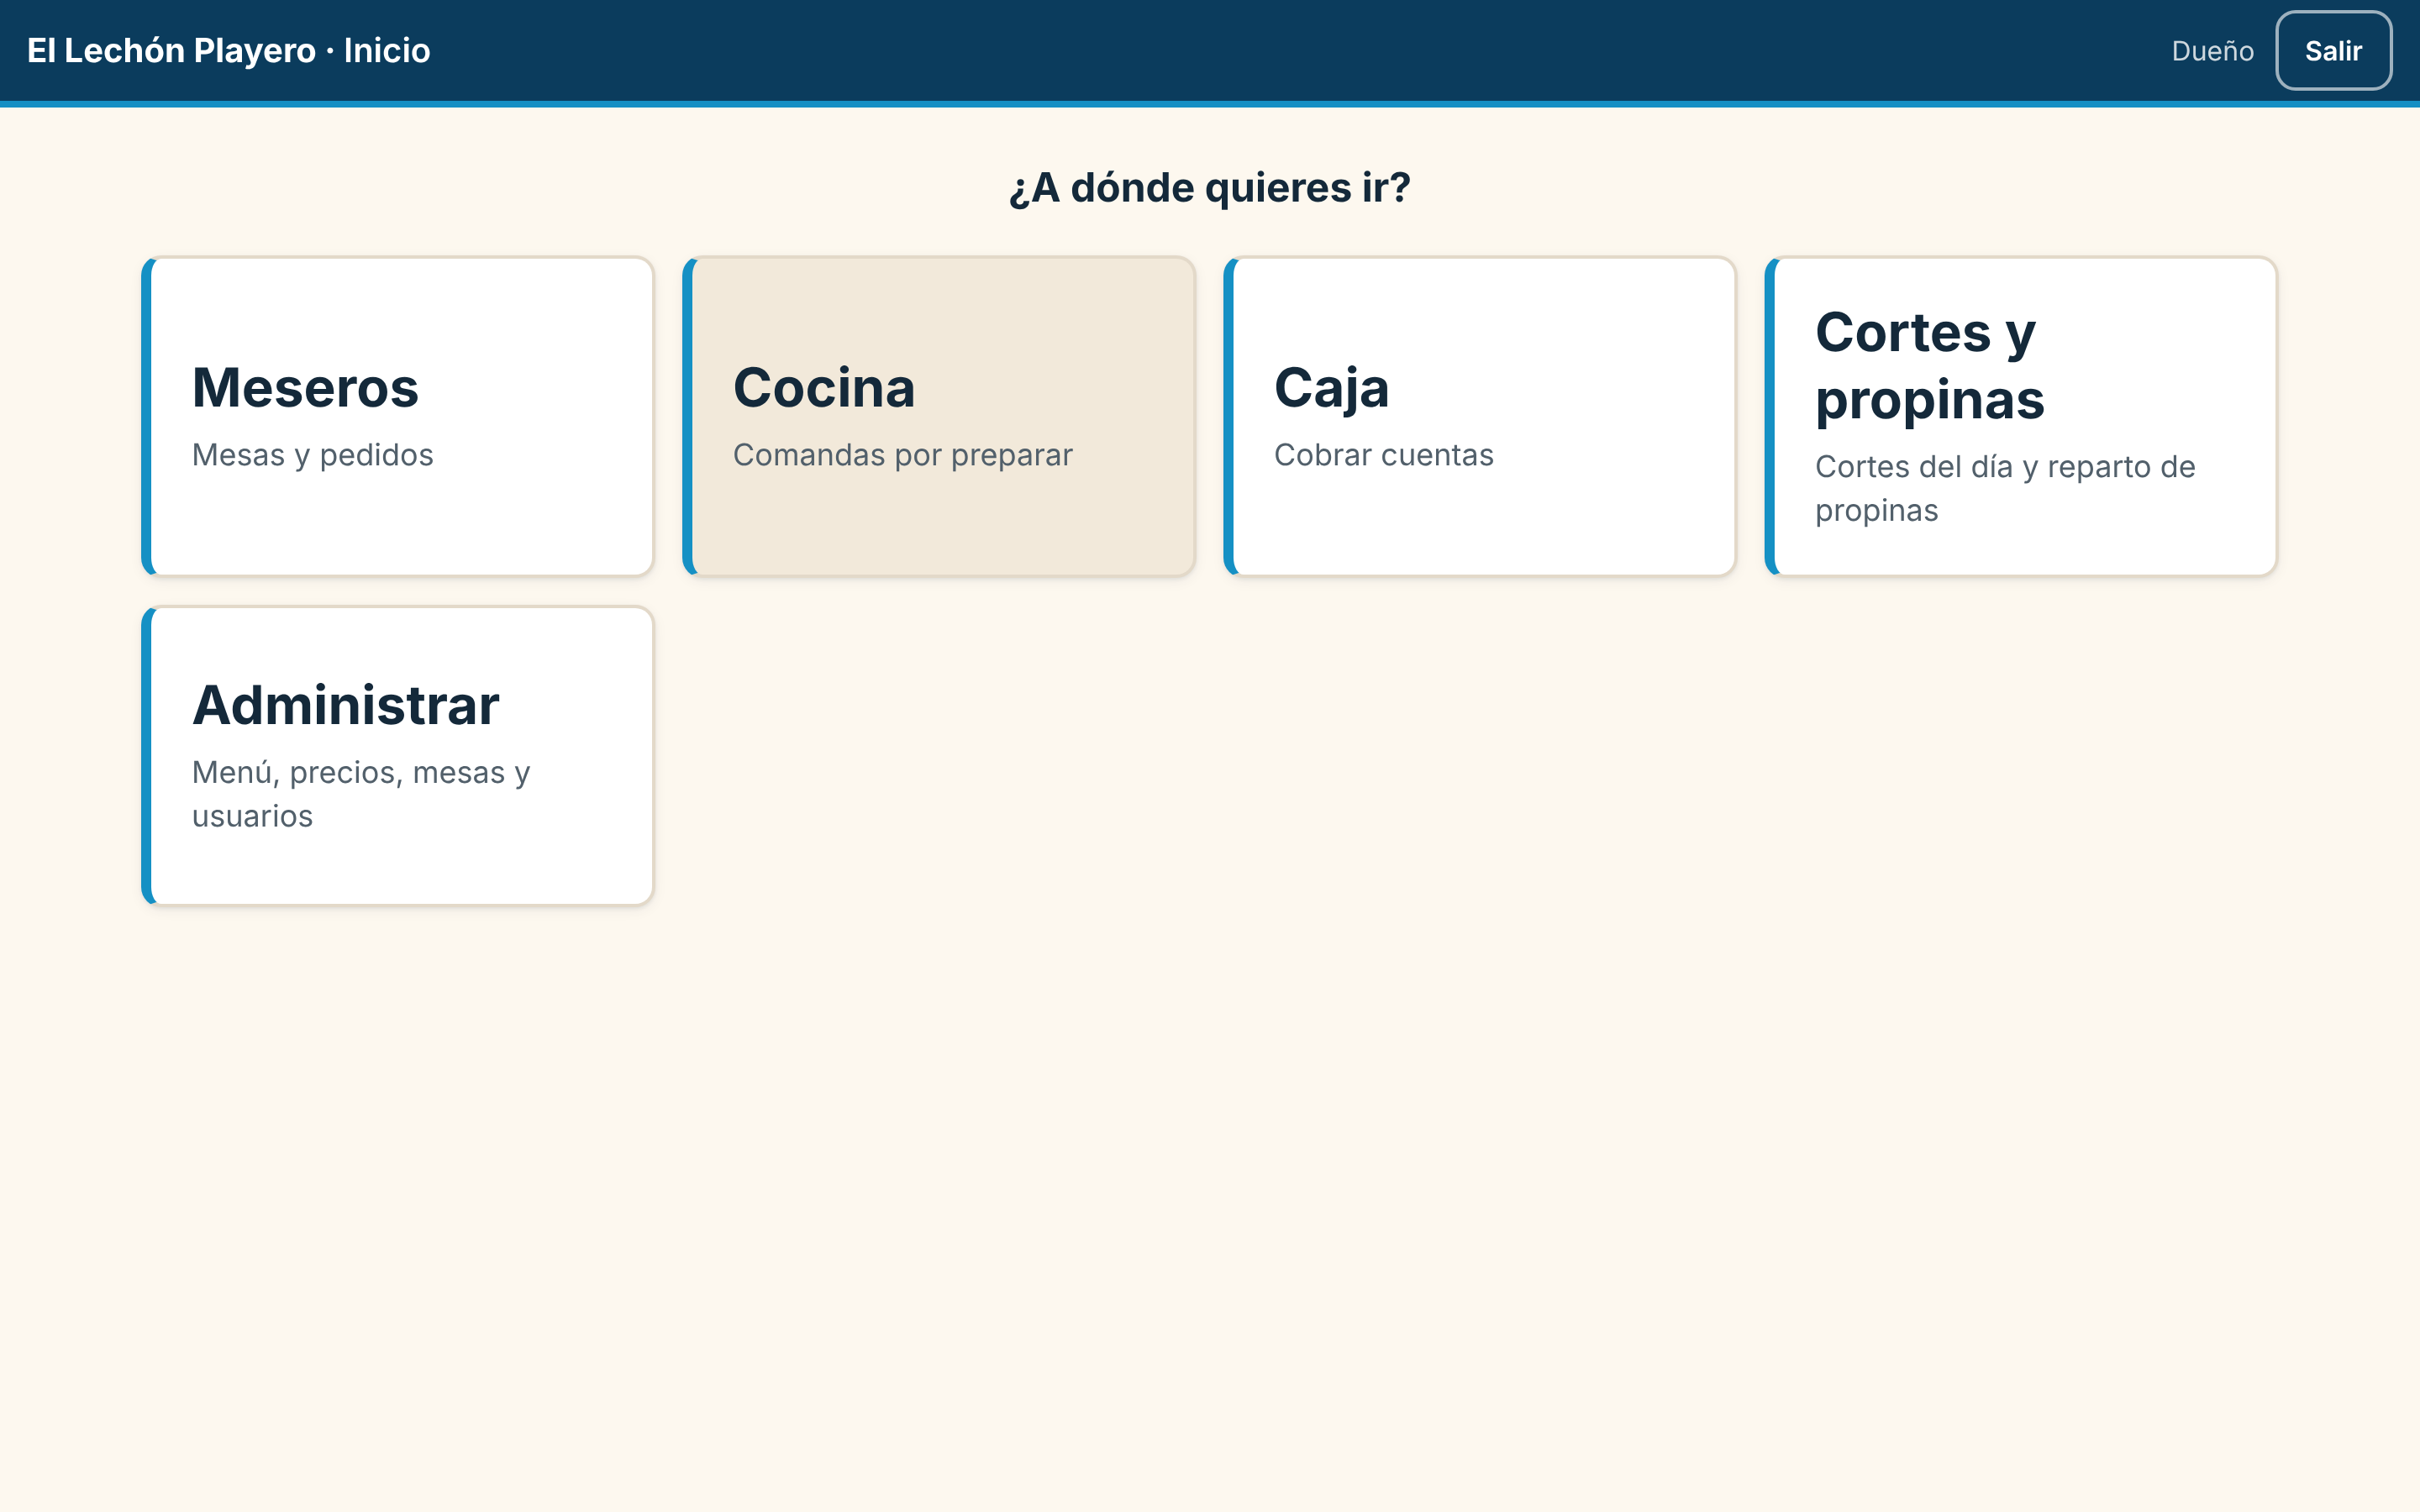 El Lechón Playero · Inicio
Dueño
Salir
¿A dónde quieres ir?
Meseros
Mesas y pedidos
Cocina
Comandas por preparar
Caja
Cobrar cuentas
Cortes y
propinas
Cortes del día y reparto de
propinas
Administrar
Menú, precios, mesas y
usuarios